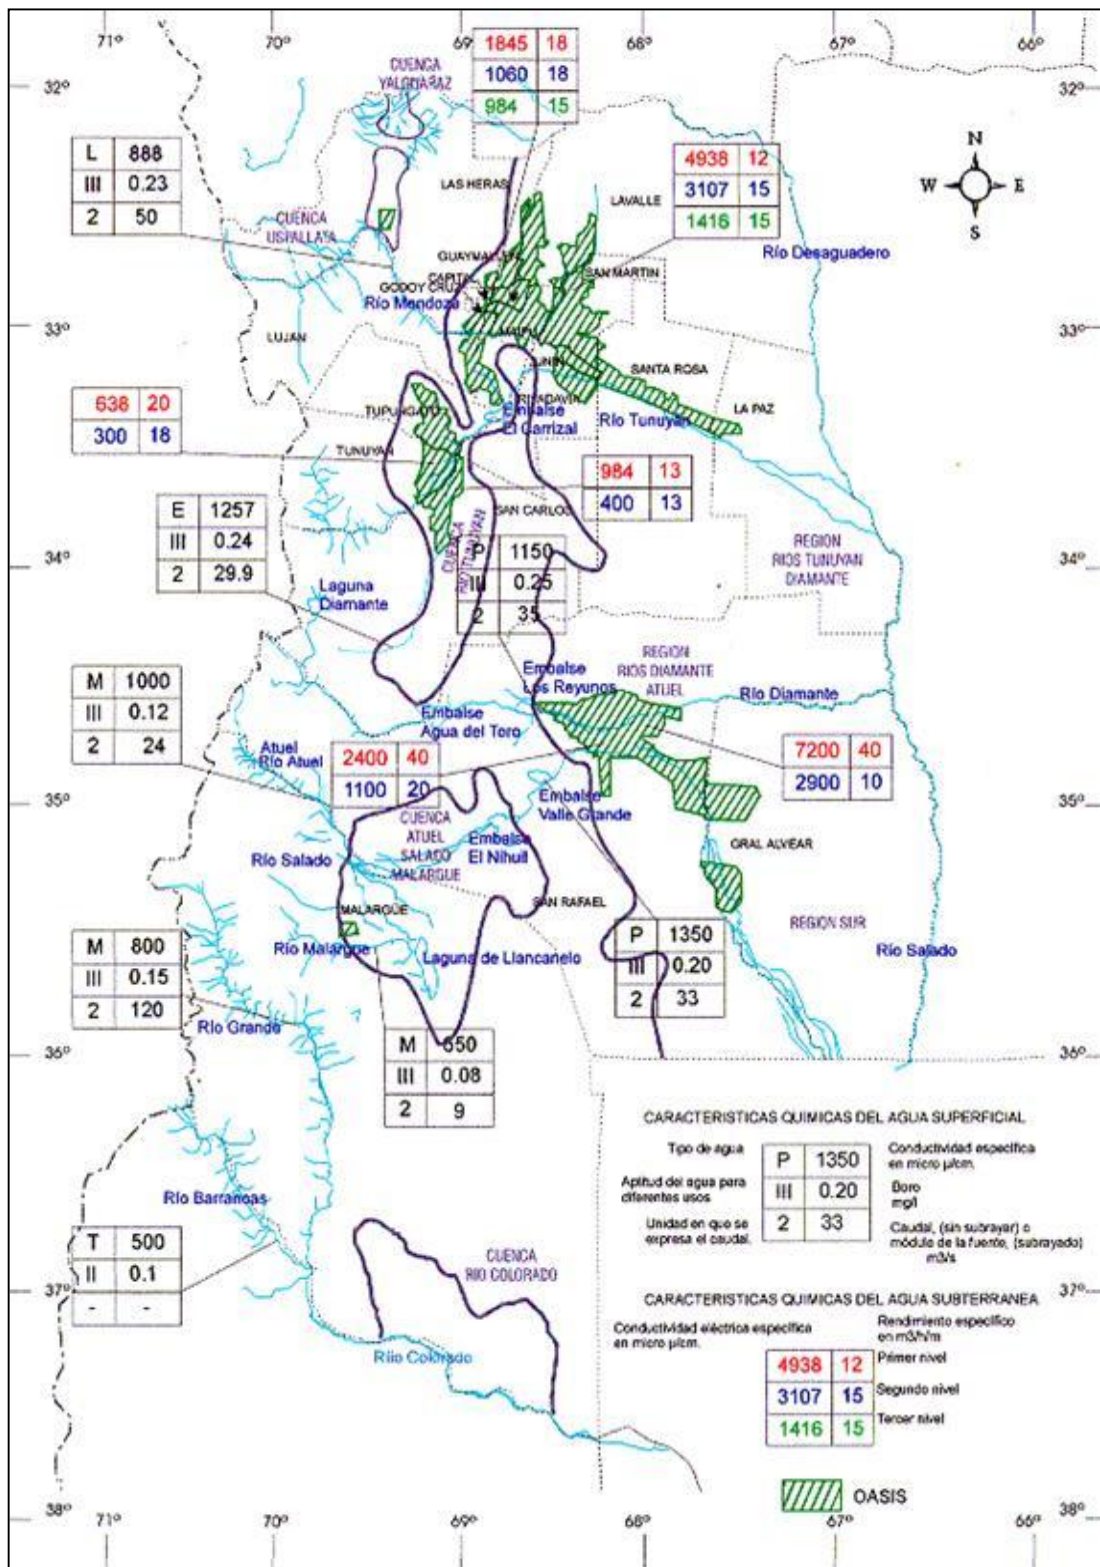 71º 70º 69º 68º 67º 66º
1845 18
1060 18
984 15
CUENCA
YALGUARAZ
32º 32º
L 888
III 0.23
2 50
4938 12
3107 15
1416 15
N
W E
S
LAS HERAS
LAVALLE
CUENCA
USPALLATA
Río Desaguadero
GUAYMALLEN
CAPITAL
SAN MARTIN
GODOY CRUZ
Río Mendoza
33º 33º
LUJAN
MAIPU
JUNIN
SANTA ROSA
RIVADAVIA
638 20
300 18
TUPUNGATO
Embalse
El Carrizal
LA PAZ
Río Tunuyan
TUNUYAN
984 13
400 13
E 1257
III 0.24
2 29.9
SAN CARLOS
CUENCA
RIO TUNUYAN
P 1150
III 0.25
2 35
REGION
RIOS TUNUYAN
DIAMANTE
34º 34º
Laguna
Diamante
M 1000
III 0.12
2 24
Embalse
Los Reyunos
REGION
RIOS DIAMANTE
ATUEL
Río Diamante
Embalse
Agua del Toro
Atuel
Río Atuel
2400 40
1100 20
7200 40
2900 10
35º 35º
Embalse
Valle Grande
CUENCA
ATUEL
SALADO
MALARGUE
Embalse
El Nihuil
GRAL ALVEAR
Río Salado
MALARGÜE
SAN RAFAEL
REGION SUR
M 800
III 0.15
2 120
Río Malargue
Laguna de Llancanelo
P 1350
III 0.20
2 33
Río Salado
Río Grande
36º 36º
M 650
III 0.08
2 9
CARACTERISTICAS QUIMICAS DEL AGUA SUPERFICIAL
Tipo de agua
Aptitud del agua para
diferentes usos
Unidad en que se
expresa el caudal.
P 1350
III 0.20
2 33
Conductividad específica
en micro µ/cm.
Boro
mg/l
Caudal, (sin subrayar) o
módulo de la fuente, (subrayado)
m3/s
Río Barrancas
T 500
II 0.1
- -
CUENCA
RIO COLORADO
37º 37º
CARACTERISTICAS QUIMICAS DEL AGUA SUBTERRANEA
Conductividad eléctrica específica
en micro µ/cm.
Rendimiento específico
en m3/h/m
4938 12 Primer nivel
3107 15 Segundo nivel
1416 15 Tercer nivel
Riio Colorado
OASIS
38º 38º
71º 70º 69º 68º 67º 66º